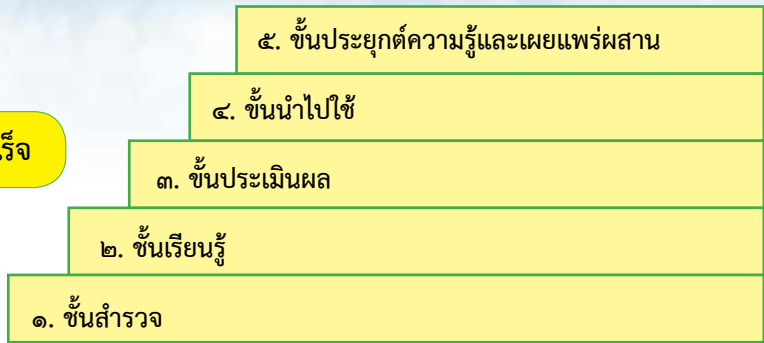 ๕. ขั้นประยุกต์ความรู้และเผยแพร่ผสาน
๔. ขั้นนำไปใช้
๓. ขั้นประเมินผล
๒. ชั้นเรียนรู้
๑. ชั้นสำรวจ